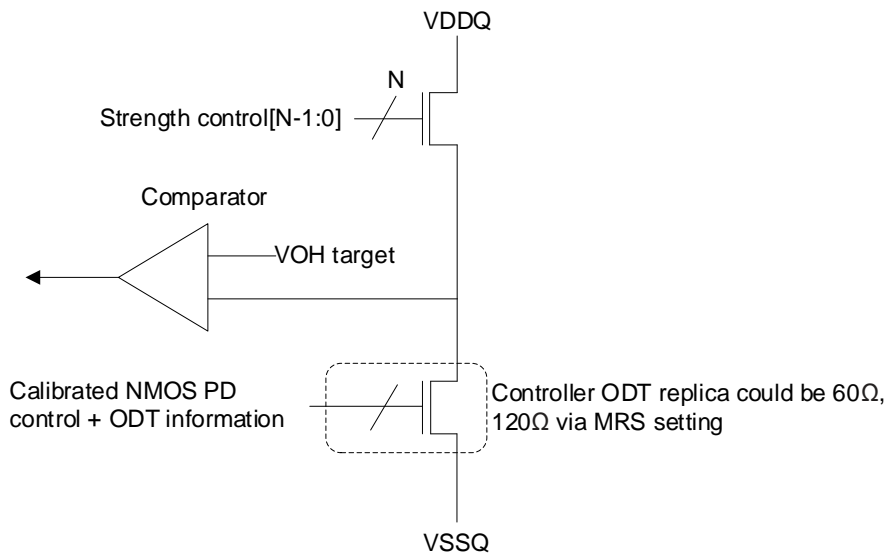 VDDQ
N
Strength control[N-1:0]
Comparator
VOH target
Calibrated NMOS PD
control + ODT information
Controller ODT replica could be 60Ω,
120Ω via MRS setting
VSSQ